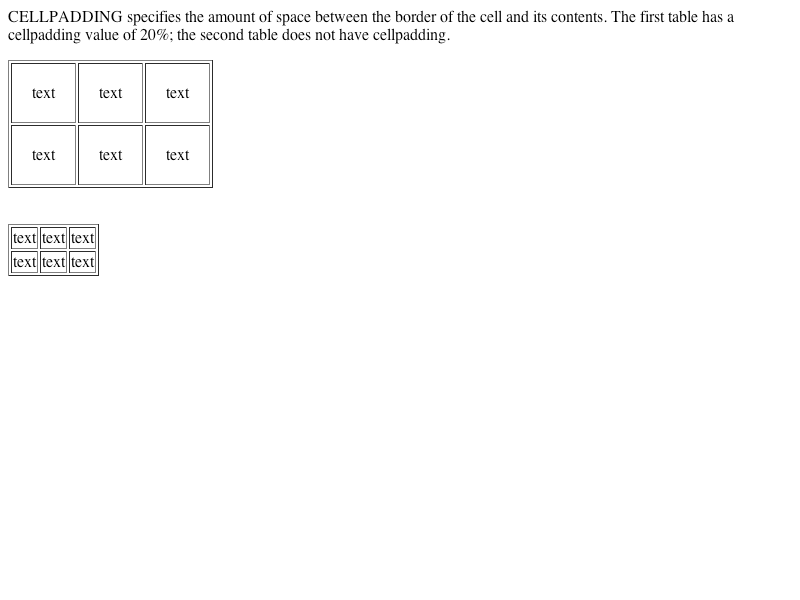 CELLPADDING specifies the amount of space between the border of the cell and its contents. The first table has a
cellpadding value of 20%; the second table does not have cellpadding.
text text text
text text text
text text text
text text text